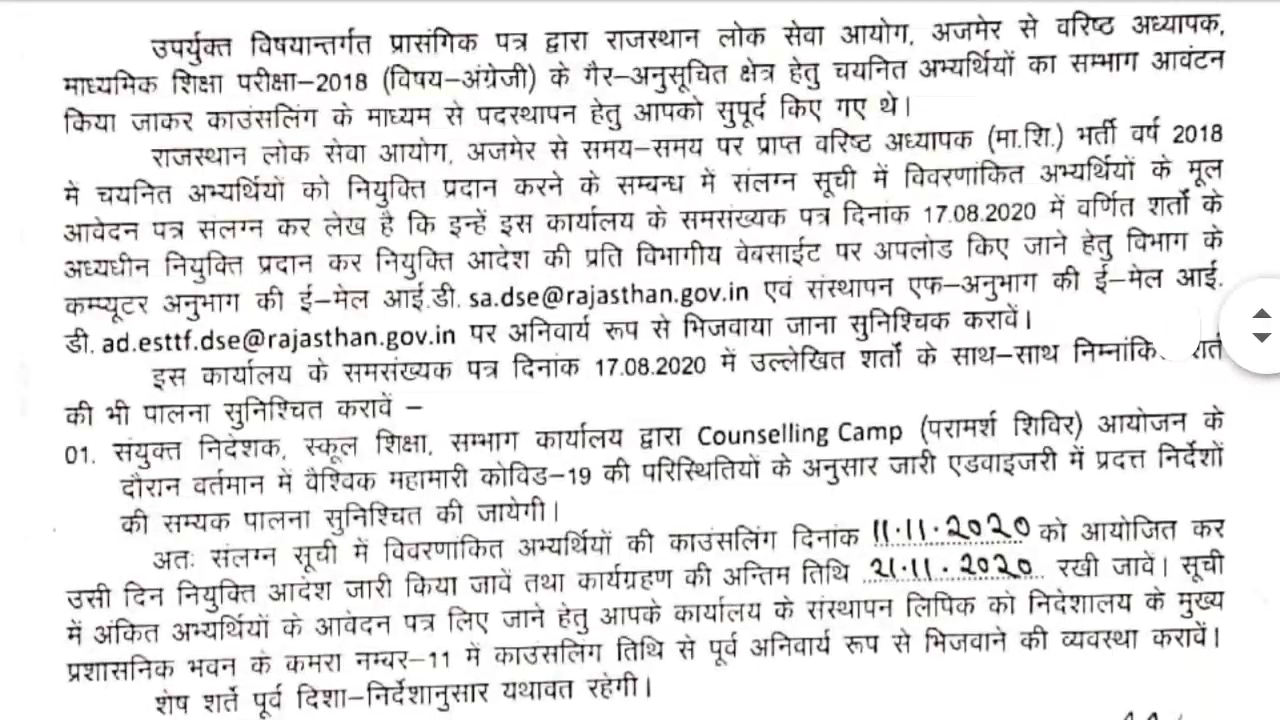 उपर्युक्त विषयान्तर्गत प्रासंगिक पत्र द्वारा राजस्थान लोक सेवा आयोग, अजमेर से वरिष्ठ अध्यापक,
माध्यमिक शिक्षा परीक्षा–2018 (विषय–अंग्रेजी) के गैर–अनुसूचित क्षेत्र हेतु चयनित अभ्यर्थियों का सम्भाग आवंटन
किया जाकर काउंसलिंग के माध्यम से पदस्थापन हेतु आपको सुपूर्द किए गए थे।
राजस्थान लोक सेवा आयोग, अजमेर से समय–समय पर प्राप्त वरिष्ठ अध्यापक (मा.शि.) भर्ती वर्ष 2018
में चयनित अभ्यर्थियों को नियुक्ति प्रदान करने के सम्बन्ध में संलग्न सूची में विवरणांकित अभ्यर्थियों के मूल
आवेदन पत्र संलग्न कर लेख है कि इन्हें इस कार्यालय के समसंख्यक पत्र दिनांक 17.08.2020 में वर्णित शर्तो के
अध्यधीन नियुक्ति प्रदान कर नियुक्ति आदेश की प्रति विभागीय वेबसाईट पर अपलोड किए जाने हेतु विभाग के
कम्प्यूटर अनुभाग की ई–मेल आई.डी. sa.dse@rajasthan.gov.in एवं संस्थापन एफ–अनुभाग की ई–मेल आई.
डी. ad.esttf.dse@rajasthan.gov.in पर अनिवार्य रूप से भिजवाया जाना सुनिश्चिक करावें।
इस कार्यालय के समसंख्यक पत्र दिनांक 17.08.2020 में उल्लेखित शर्तों के साथ–साथ
की भी पालना सुनिश्चित करावें –
01. संयुक्त निदेशक, स्कूल शिक्षा, सम्भाग कार्यालय द्वारा Counselling Camp (परामर्श शिविर) आयोजन के
दौरान वर्तमान में वैश्विक महामारी कोविड–19 की परिस्थितियों के अनुसार जारी एडवाइजरी में प्रदत्त निर्देशों
की सम्यक पालना सुनिश्चित की जायेगी।
अतः संलग्न सूची में विवरणांकित अभ्यर्थियों की काउंसलिंग दिनांक 11.11.2020 को आयोजित कर
उसी दिन नियुक्ति आदेश जारी किया जावें तथा कार्यग्रहण की अन्तिम तिथि 21.11.2020 रखी जावें। सूची
में अंकित अभ्यर्थियों के आवेदन पत्र लिए जाने हेतु आपके कार्यालय के संस्थापन लिपिक को निदेशालय के मुख्य
प्रशासनिक भवन के कमरा नम्बर–11 में काउंसलिंग तिथि से पूर्व अनिवार्य रूप से भिजवाने की व्यवस्था करावें।
शेष शर्ते पूर्व दिशा–निर्देशानुसार यथावत रहेगी।